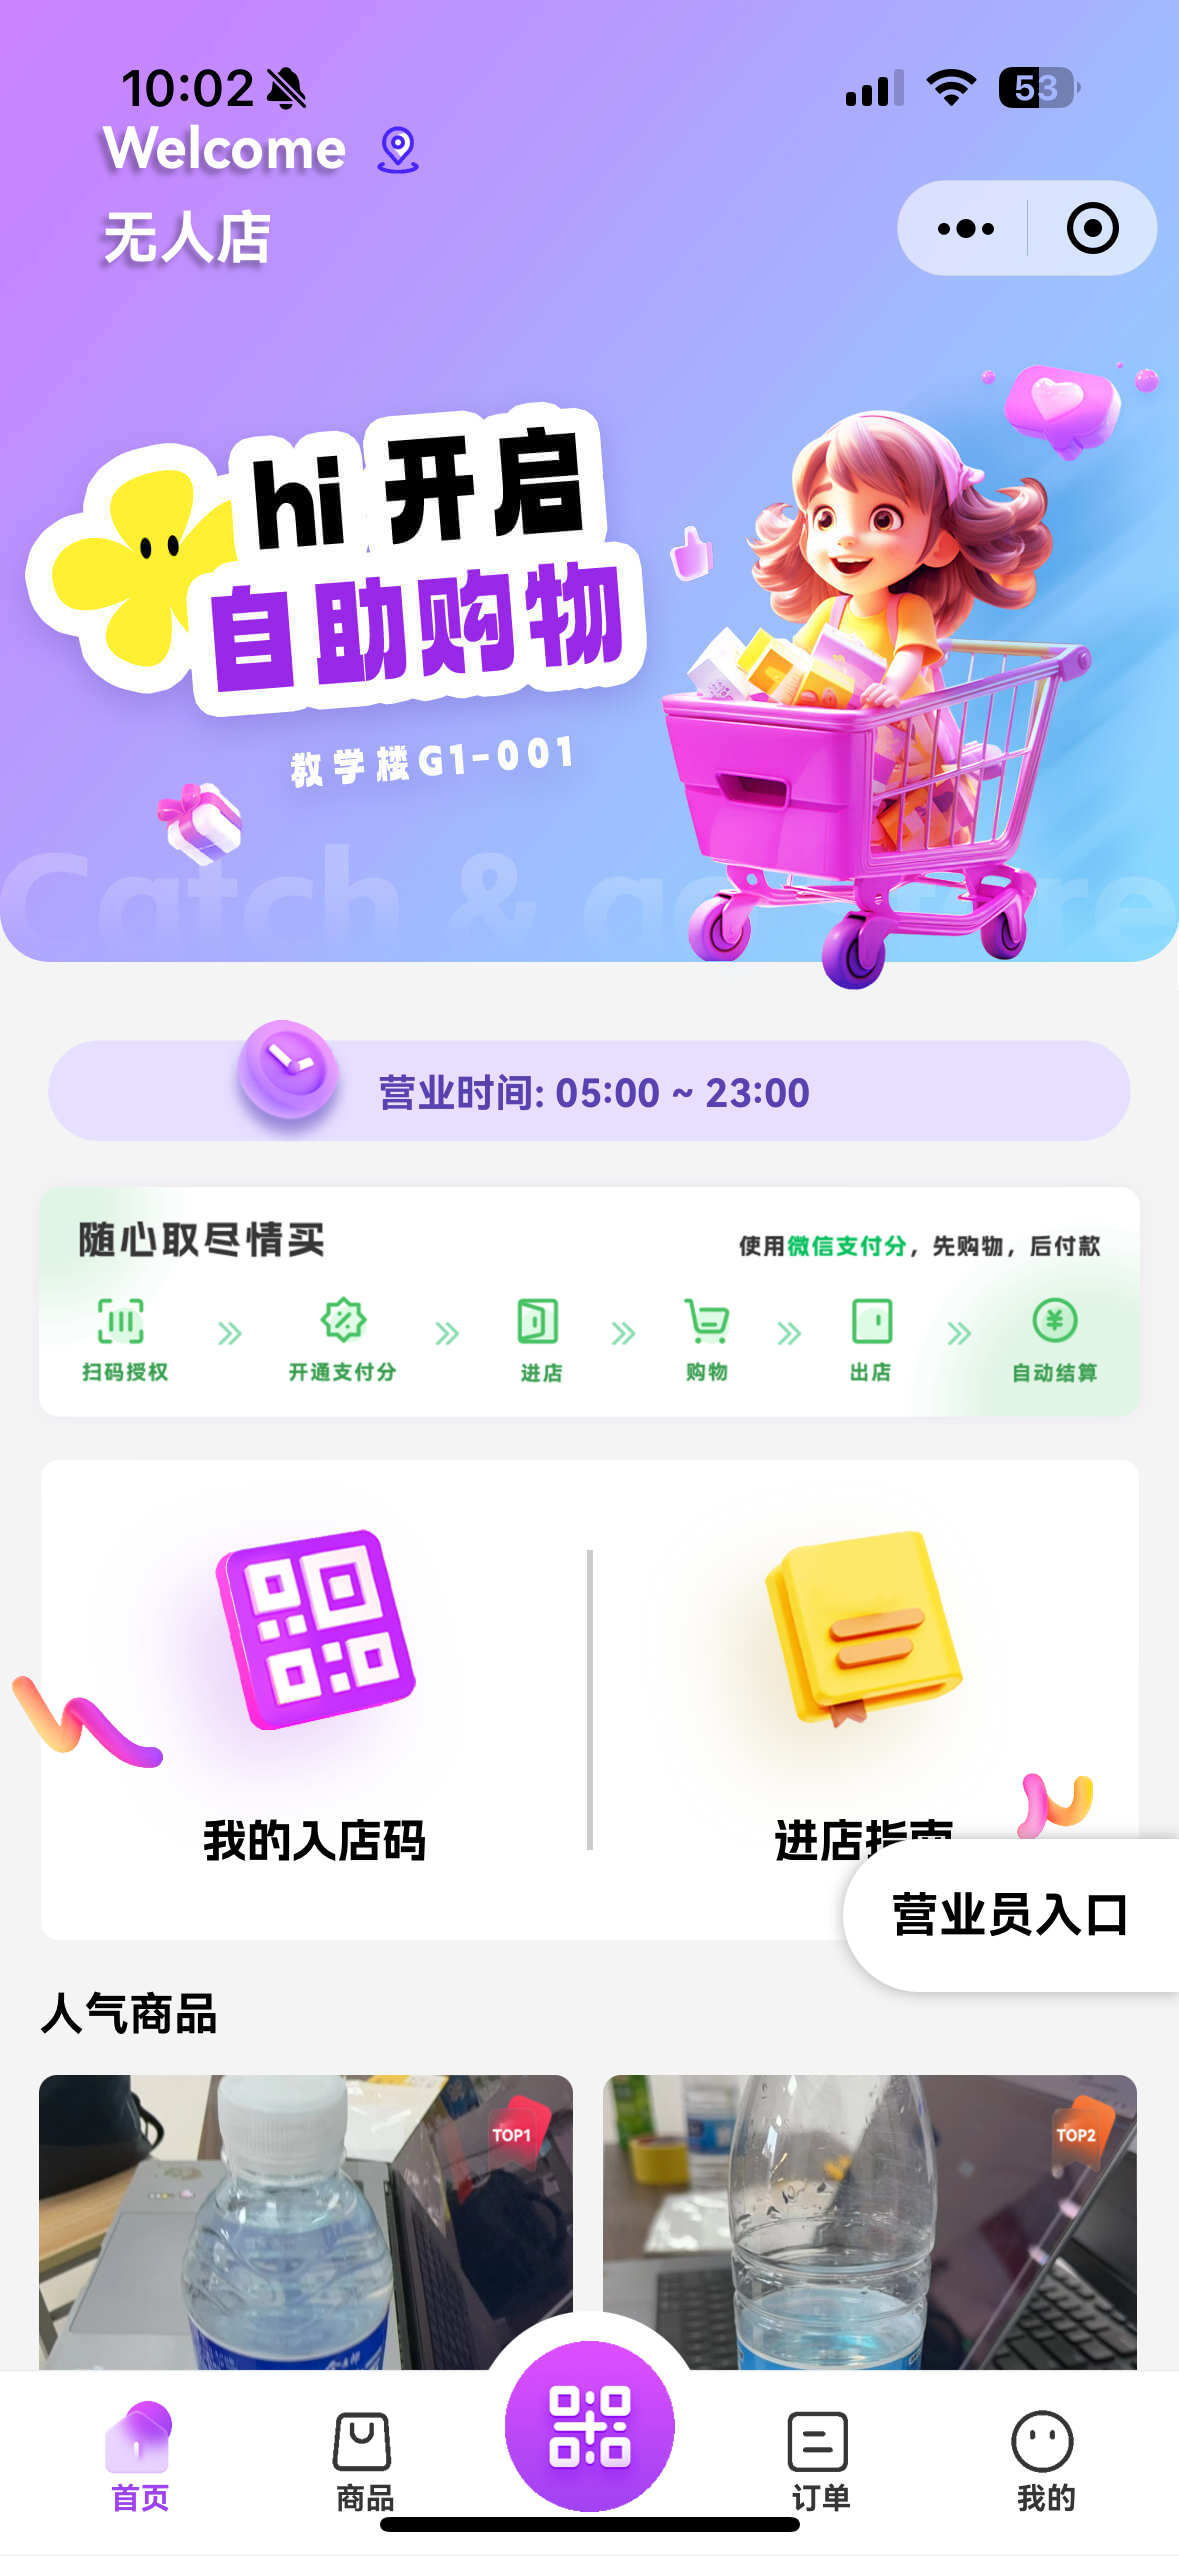 10:02
53
Welcome
无人店
hi 开启
自助购物
教学楼G1-001
Catch & go store
营业时间: 05:00 ~ 23:00
随心取尽情买
使用微信支付分，先购物，后付款
扫码授权
开通支付分
进店
购物
出店
自动结算
我的入店码
进店指南
营业员入口
人气商品
TOP1
TOP2
首页
商品
订单
我的